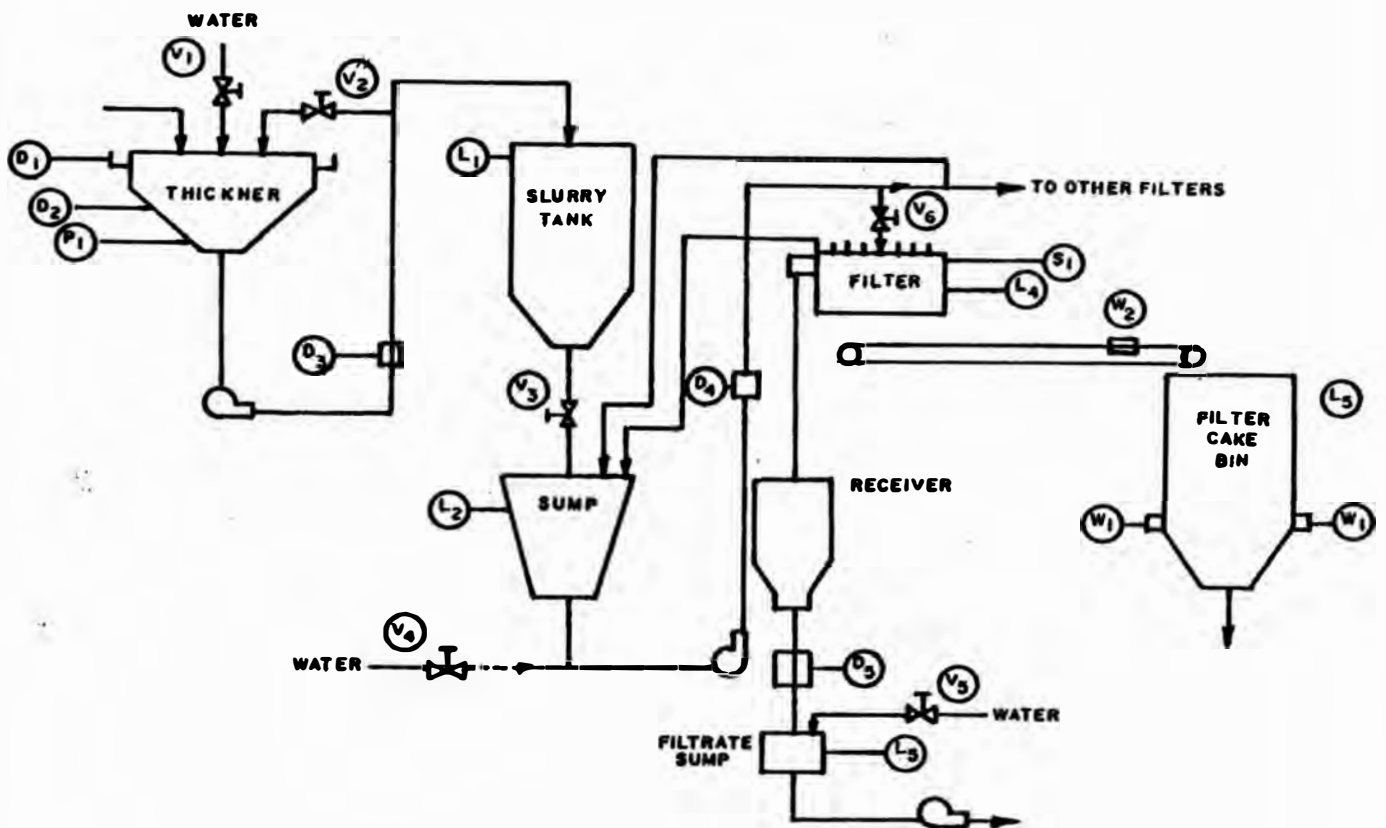 WATER
V1
V2
D1
THICKNER
D2
P1
D3
L1
SLURRY
TANK
V3
L2
SUMP
V4
WATER
D4
TO OTHER FILTERS
V6
FILTER
S1
L4
W2
L5
FILTER
CAKE
BIN
W1
W1
RECEIVER
D5
V5
WATER
FILTRATE
SUMP
L5